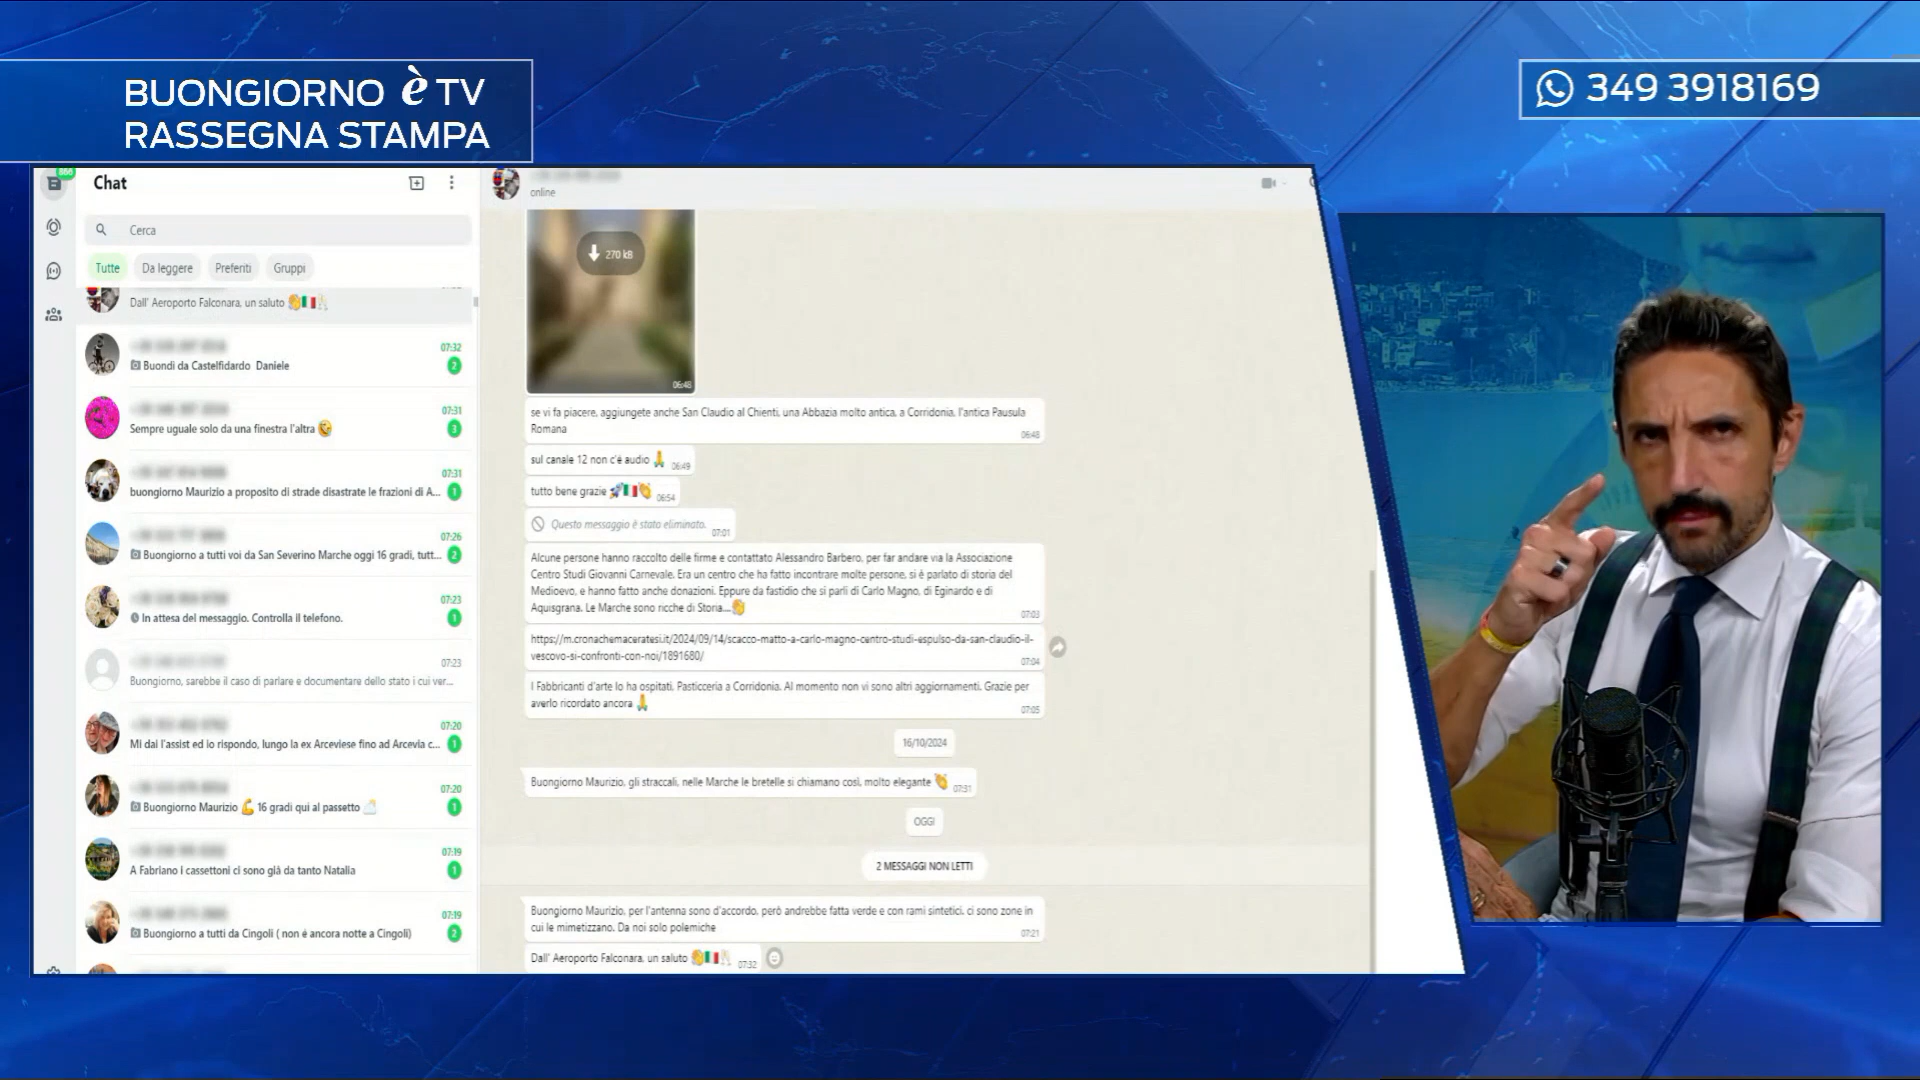 BUONGIORNO è TV
RASSEGNA STAMPA
349 3918169
866
Chat
Cerca
Tutte
Da leggere
Preferiti
Gruppi
Dall' Aeroporto Falconara, un saluto 👏🇮🇹🥂
07:32
Buondì da Castelfidardo Daniele
2
07:31
Sempre uguale solo da una finestra l'altra 🤣
3
07:31
buongiorno Maurizio a proposito di strade disastrate le frazioni di A...
1
07:26
Buongiorno a tutti voi da San Severino Marche oggi 16 gradi, tutt...
2
07:23
In attesa del messaggio. Controlla il telefono.
1
07:23
Buongiorno, sarebbe il caso di parlare e documentare dello stato i cui ver...
07:20
Mi dai l'assist ed io rispondo, lungo la ex Arceviese fino ad Arcevia c...
1
07:20
Buongiorno Maurizio 💪 16 gradi qui al passetto
1
07:19
A Fabriano I cassettoni ci sono già da tanto Natalia
1
07:19
Buongiorno a tutti da Cingoli ( non è ancora notte a Cingoli)
2
online
270 kB
06:48
se vi fa piacere, aggiungete anche San Claudio al Chienti, una Abbazia molto antica, a Corridonia, l'antica Pausula
Romana
06:48
sul canale 12 non c'è audio 🙏 06:49
tutto bene grazie 🚀🇮🇹👏 06:54
Questo messaggio è stato eliminato. 07:01
Alcune persone hanno raccolto delle firme e contattato Alessandro Barbero, per far andare via la Associazione
Centro Studi Giovanni Carnevale. Era un centro che ha fatto incontrare molte persone, si è parlato di storia del
Medioevo, e hanno fatto anche donazioni. Eppure da fastidio che si parli di Carlo Magno, di Eginardo e di
Aquisgrana. Le Marche sono ricche di Storia....👏
07:03
https://m.cronachemaceratesi.it/2024/09/14/scacco-matto-a-carlo-magno-centro-studi-espulso-da-san-claudio-il-
vescovo-si-confronti-con-noi/1891680/
07:04
I Fabbricanti d'arte lo ha ospitati, Pasticceria a Corridonia. Al momento non vi sono altri aggiornamenti. Grazie per
averlo ricordato ancora 🙏
07:05
16/10/2024
Buongiorno Maurizio, gli straccali, nelle Marche le bretelle si chiamano così, molto elegante 👏 07:31
OGGI
2 MESSAGGI NON LETTI
Buongiorno Maurizio, per l'antenna sono d'accordo, però andrebbe fatta verde e con rami sintetici, ci sono zone in
cui le mimetizzano. Da noi solo polemiche
07:21
Dall' Aeroporto Falconara, un saluto 👏🇮🇹🥂 07:32